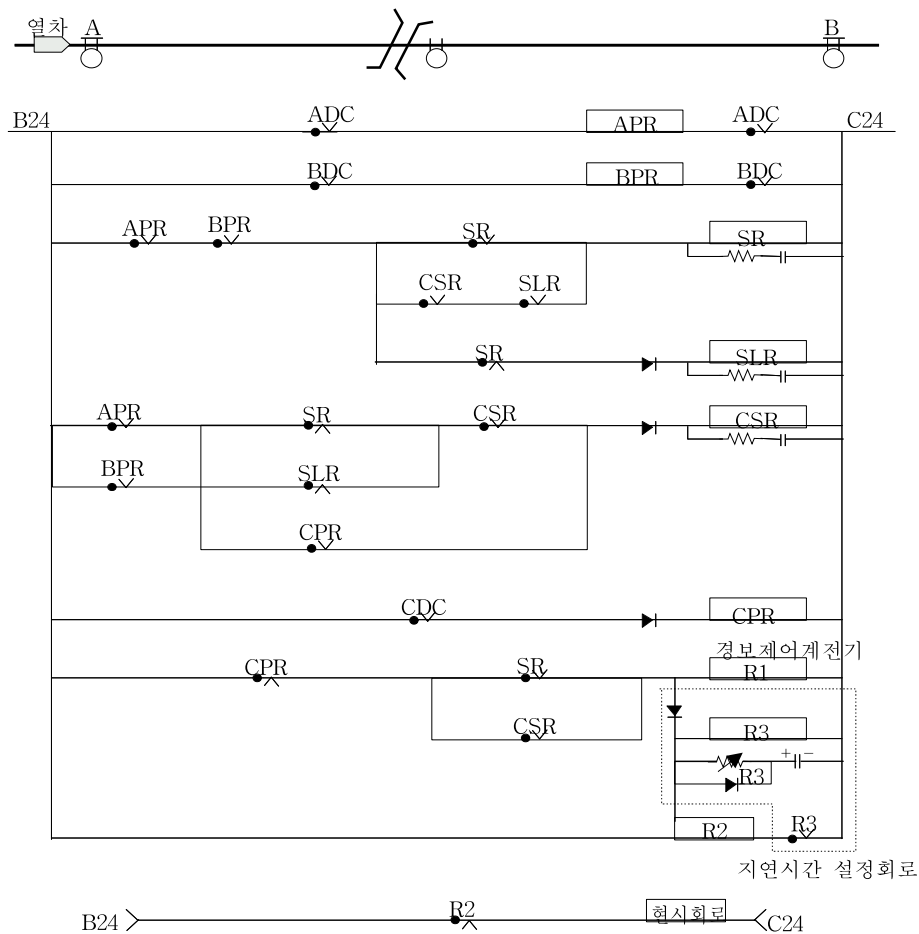 열차 A B
B24 ADC APR ADC C24
BDC BPR BDC
APR BPR SR SR
CSR SLR
SR SLR
APR SR CSR CSR
BPR SLR
CPR
CDC CPR
경보제어계전기
CPR SR R1
CSR R3
+ −
R3
R2 R3
지연시간 설정회로
B24 R2 현시회로 C24